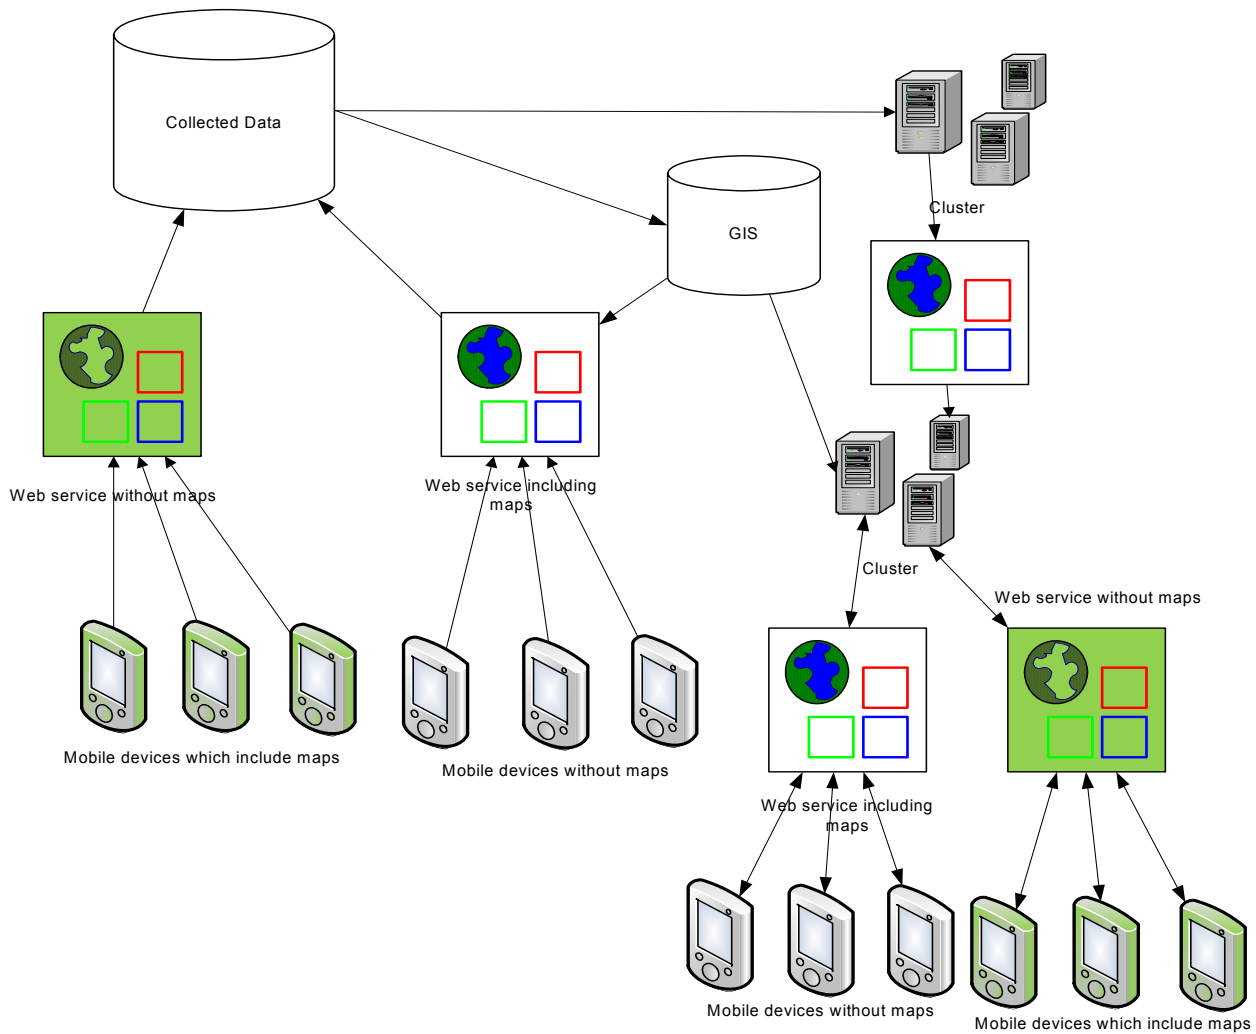 Collected Data
Cluster
GIS
Web service without maps
Web service including
maps
Cluster
Web service without maps
Mobile devices which include maps
Mobile devices without maps
Web service including
maps
Mobile devices without maps
Mobile devices which include maps